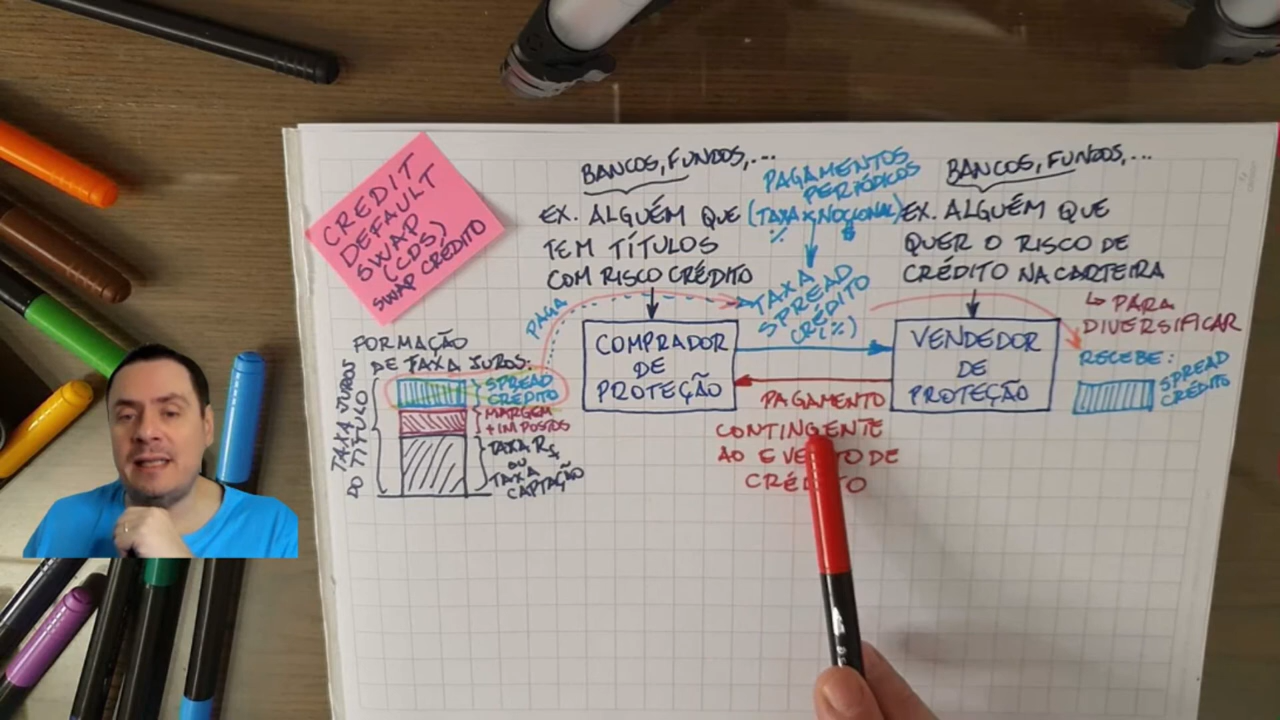 CREDIT
DEFAULT
SWAP
(CDS)
SWAP CRÉDITO
BANCOS, FUNDOS,...
EX. ALGUÉM QUE
TEM TÍTULOS
COM RISCO CRÉDITO
PAGAMENTOS
PERIÓDICOS
(TAXA x NOCIONAL)
% $
BANCOS, FUNDOS,...
EX. ALGUÉM QUE
QUER O RISCO DE
CRÉDITO NA CARTEIRA
↳ PARA
DIVERSIFICAR
PAGA
TAXA
SPREAD
CRÉDITO
COMPRADOR
DE
PROTEÇÃO
VENDEDOR
DE
PROTEÇÃO
RECEBE:
SPREAD
CRÉDITO
PAGAMENTO
CONTINGENTE
AO EVENTO DE
CRÉDITO
FORMAÇÃO
DE TAXA JUROS:
TAXA JUROS
DO TÍTULO
SPREAD
CRÉDITO
MARGEM
+ IMPOSTOS
TAXA Rf
OU
TAXA
CAPTAÇÃO